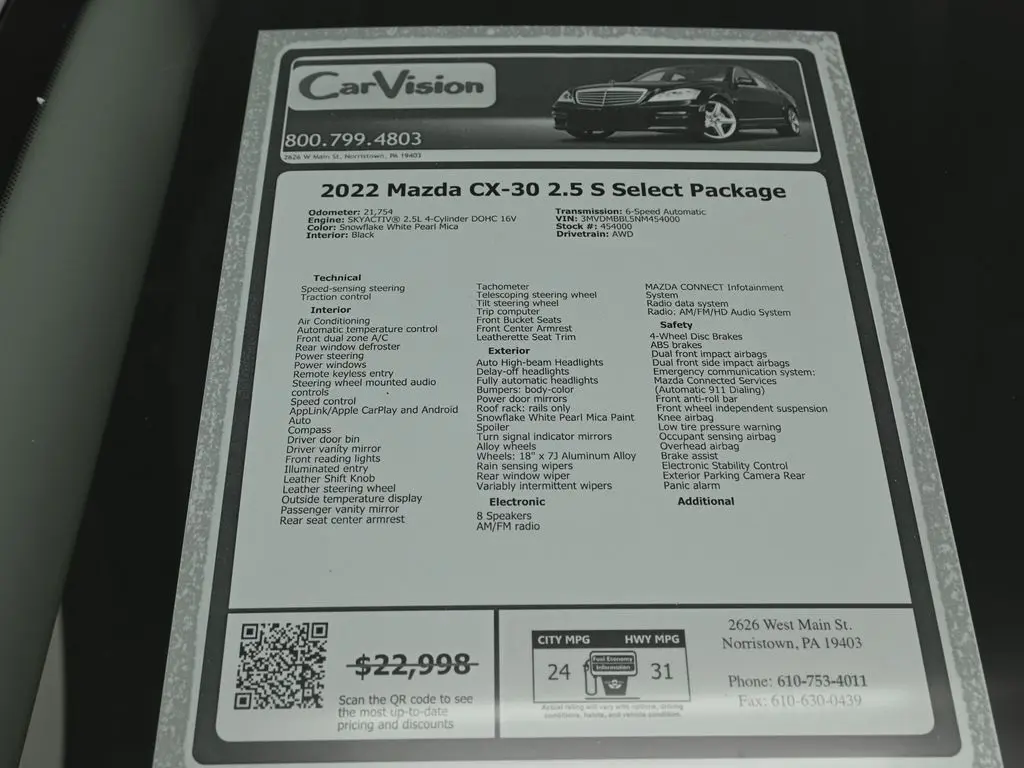 CarVision
800.799.4803
2626 W Main St, Norristown, PA 19403
2022 Mazda CX-30 2.5 S Select Package
Odometer: 21,754
Engine: SKYACTIV® 2.5L 4-Cylinder DOHC 16V
Color: Snowflake White Pearl Mica
Interior: Black
Transmission: 6-Speed Automatic
VIN: 3MVDMBBL5NM454000
Stock #: 454000
Drivetrain: AWD
Technical
Speed-sensing steering
Traction control
Interior
Air Conditioning
Automatic temperature control
Front dual zone A/C
Rear window defroster
Power steering
Power windows
Remote keyless entry
Steering wheel mounted audio
controls
Speed control
AppLink/Apple CarPlay and Android
Auto
Compass
Driver door bin
Driver vanity mirror
Front reading lights
Illuminated entry
Leather Shift Knob
Leather steering wheel
Outside temperature display
Passenger vanity mirror
Rear seat center armrest
Tachometer
Telescoping steering wheel
Tilt steering wheel
Trip computer
Front Bucket Seats
Front Center Armrest
Leatherette Seat Trim
Exterior
Auto High-beam Headlights
Delay-off headlights
Fully automatic headlights
Bumpers: body-color
Power door mirrors
Roof rack: rails only
Snowflake White Pearl Mica Paint
Spoiler
Turn signal indicator mirrors
Alloy wheels
Wheels: 18" x 7J Aluminum Alloy
Rain sensing wipers
Rear window wiper
Variably intermittent wipers
Electronic
8 Speakers
AM/FM radio
MAZDA CONNECT Infotainment
System
Radio data system
Radio: AM/FM/HD Audio System
Safety
4-Wheel Disc Brakes
ABS brakes
Dual front impact airbags
Dual front side impact airbags
Emergency communication system:
Mazda Connected Services
(Automatic 911 Dialing)
Front anti-roll bar
Front wheel independent suspension
Knee airbag
Low tire pressure warning
Occupant sensing airbag
Overhead airbag
Brake assist
Electronic Stability Control
Exterior Parking Camera Rear
Panic alarm
Additional
$22,998
Scan the QR code to see
the most up-to-date
pricing and discounts
CITY MPG
HWY MPG
24
Fuel Economy
Information
31
Actual rating will vary with options, driving
conditions, habits, and vehicle condition.
2626 West Main St.
Norristown, PA 19403
Phone: 610-753-4011
Fax: 610-630-0439